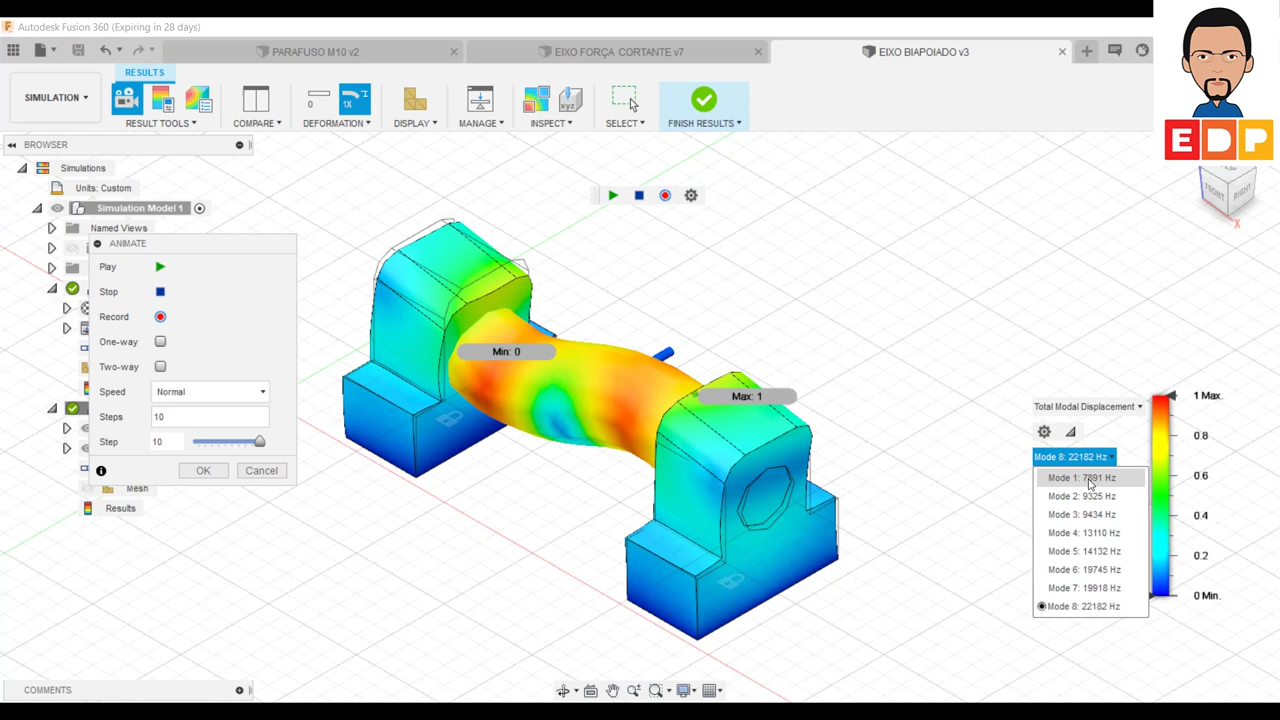 Autodesk Fusion 360 (Expiring in 28 days)
PARAFUSO M10 v2
EIXO FORÇA CORTANTE v7
EIXO BIAPOIADO v3
RESULTS
SIMULATION
1X
xyz
RESULT TOOLS
COMPARE
DEFORMATION
DISPLAY
MANAGE
INSPECT
SELECT
FINISH RESULTS
EDP
BROWSER
Simulations
Units: Custom
Simulation Model 1
Named Views
ANIMATE
Play
Stop
Record
One-way
Two-way
Speed Normal
Steps 10
Step 10
OK Cancel
Mesh
Results
FRONT
RIGHT
X
Min: 0
Max: 1
Total Modal Displacement
Mode 8: 22182 Hz
Mode 1: 7891 Hz
Mode 2: 9325 Hz
Mode 3: 9434 Hz
Mode 4: 13110 Hz
Mode 5: 14132 Hz
Mode 6: 19745 Hz
Mode 7: 19918 Hz
Mode 8: 22182 Hz
1 Max.
0.8
0.6
0.4
0.2
0 Min.
COMMENTS